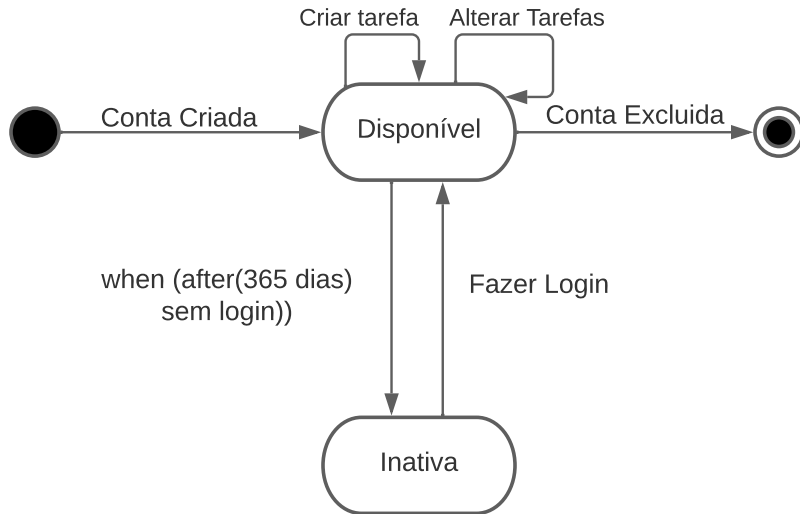 Criar tarefa
Alterar Tarefas
Conta Criada
Disponível
Conta Excluida
when (after(365 dias)
sem login))
Fazer Login
Inativa